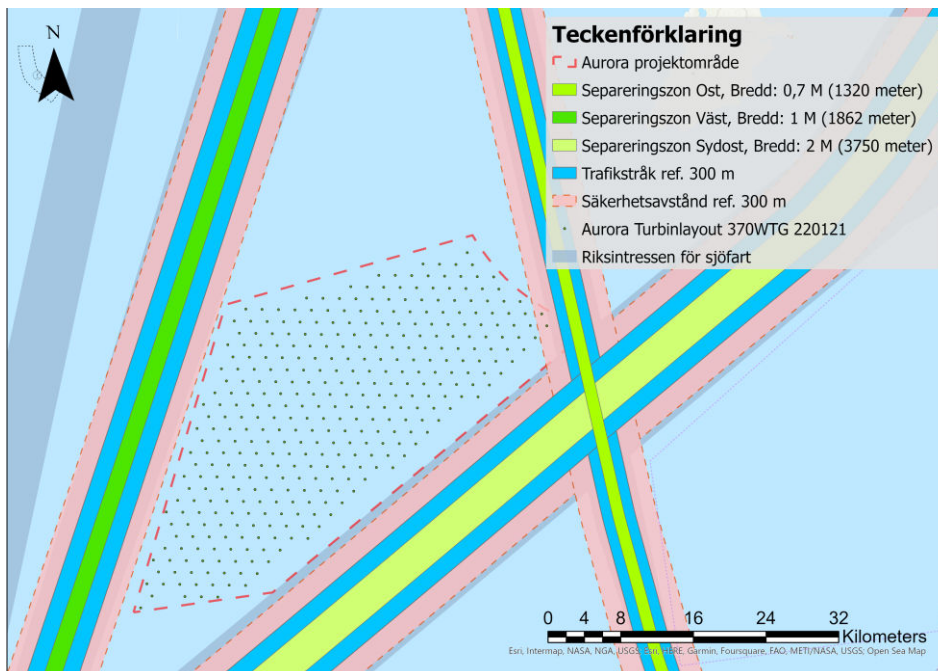 N
Teckenförklaring
Aurora projektområde
Separeringszon Ost, Bredd: 0,7 M (1320 meter)
Separeringszon Väst, Bredd: 1 M (1862 meter)
Separeringszon Sydost, Bredd: 2 M (3750 meter)
Trafikstråk ref. 300 m
Säkerhetsavstånd ref. 300 m
Aurora Turbinlayout 370WTG 220121
Riksintressen för sjöfart
0 4 8 16 24 32
Kilometers
Esri, Intermap, NASA, NGA, USGS, Esri, HERE, Garmin, Foursquare, FAO, METI/NASA, USGS; Open Sea Map